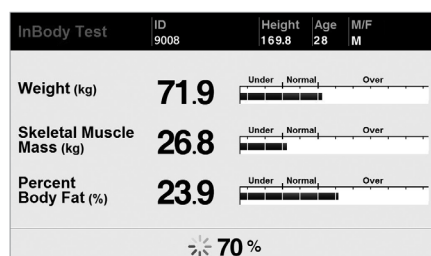 InBody Test
ID Height Age M/F
9008 169.8 28 M
Weight (kg) 71.9 Under Normal Over
Skeletal Muscle Mass (kg) 26.8 Under Normal Over
Percent Body Fat (%) 23.9 Under Normal Over
70 %